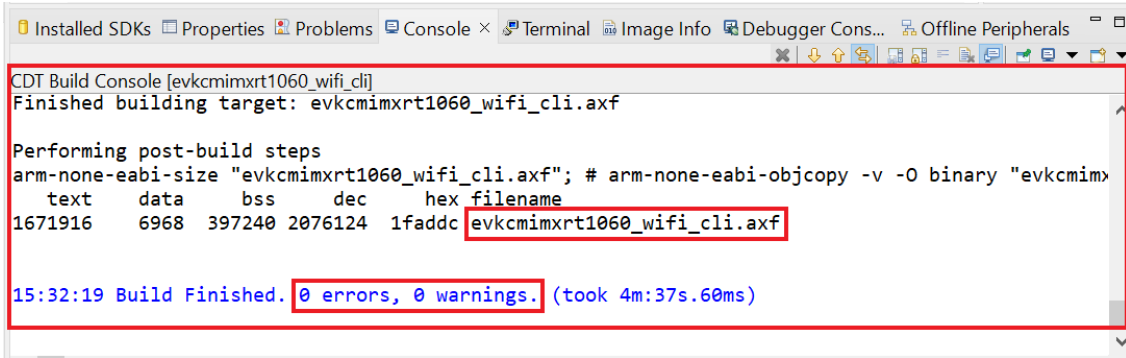 Installed SDKs Properties Problems Console × Terminal Image Info Debugger Cons... Offline Peripherals
CDT Build Console [evkcmimxrt1060_wifi_cli]
Finished building target: evkcmimxrt1060_wifi_cli.axf
Performing post-build steps
arm-none-eabi-size "evkcmimxrt1060_wifi_cli.axf"; # arm-none-eabi-objcopy -v -O binary "evkcmimx
text data bss dec hex filename
1671916 6968 397240 2076124 1faddc evkcmimxrt1060_wifi_cli.axf
15:32:19 Build Finished. 0 errors, 0 warnings. (took 4m:37s.60ms)